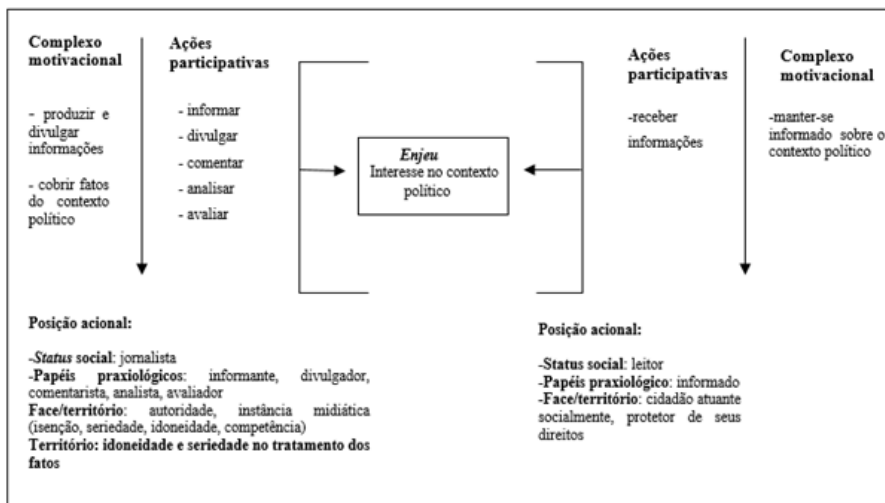 Complexo
motivacional
- produzir e
divulgar
informações
- cobrir fatos
do contexto
político
Ações
participativas
- informar
- divulgar
- comentar
- analisar
- avaliar
Enjeu
Interesse no contexto
político
Ações
participativas
-receber
informações
Complexo
motivacional
-manter-se
informado sobre o
contexto político
Posição acional:
-Status social: jornalista
-Papéis praxiológicos: informante, divulgador,
comentarista, analista, avaliador
Face/território: autoridade, instância midiática
(isenção, seriedade, idoneidade, competência)
Território: idoneidade e seriedade no tratamento dos
fatos
Posição acional:
-Status social: leitor
-Papéis praxiológico: informado
-Face/território: cidadão atuante
socialmente, protetor de seus
direitos